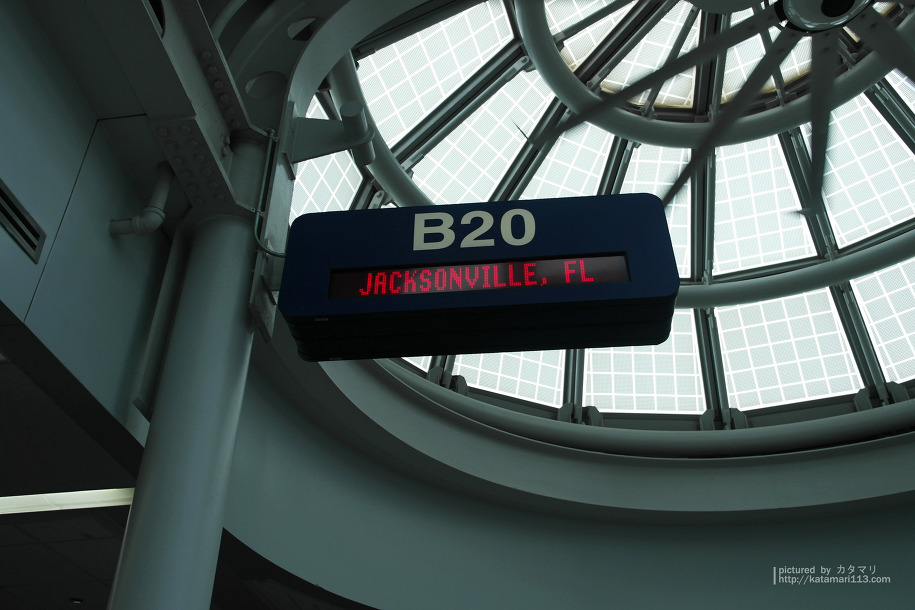 B20
JACKSONVILLE, FL
pictured by カタマリ
http://katamari113.com